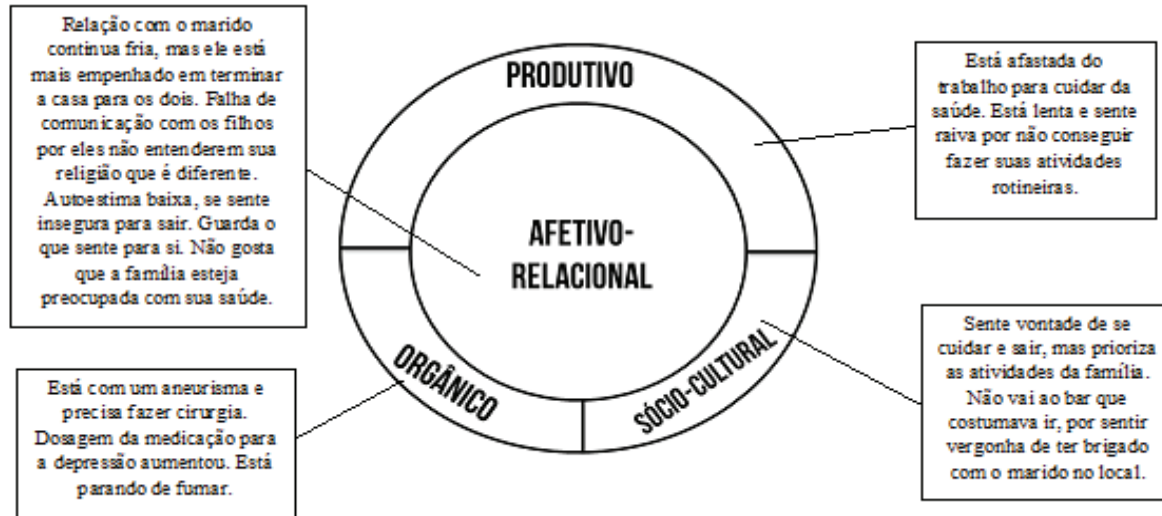 Relação com o marido
continua fria, mas ele está
mais empenhado em terminar
a casa para os dois. Falha de
comunicação com os filhos
por eles não entenderem sua
religião que é diferente.
Autoestima baixa, se sente
insegura para sair. Guarda o
que sente para si. Não gosta
que a família esteja
preocupada com sua saúde.
PRODUTIVO
Está afastada do
trabalho para cuidar da
saúde. Está lenta e sente
raiva por não conseguir
fazer suas atividades
rotineiras.
AFETIVO-
RELACIONAL
Está com um aneurisma e
precisa fazer cirurgia.
Dosagem da medicação para
a depressão aumentou. Está
parando de fumar.
ORGÂNICO
SÓCIO-CULTURAL
Sente vontade de se
cuidar e sair, mas prioriza
as atividades da família.
Não vai ao bar que
costumava ir, por sentir
vergonha de ter brigado
com o marido no local.